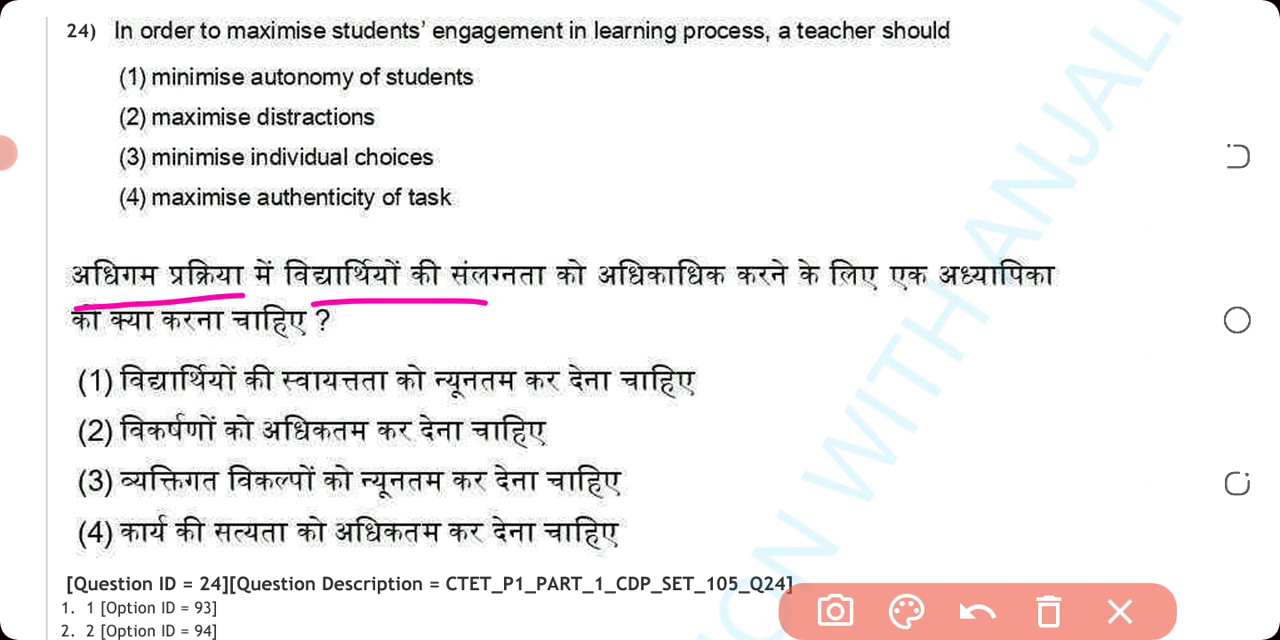 24) In order to maximise students' engagement in learning process, a teacher should
(1) minimise autonomy of students
(2) maximise distractions
(3) minimise individual choices
(4) maximise authenticity of task
अधिगम प्रक्रिया में विद्यार्थियों की संलग्नता को अधिकाधिक करने के लिए एक अध्यापिका
को क्या करना चाहिए ?
(1) विद्यार्थियों की स्वायत्तता को न्यूनतम कर देना चाहिए
(2) विकर्षणों को अधिकतम कर देना चाहिए
(3) व्यक्तिगत विकल्पों को न्यूनतम कर देना चाहिए
(4) कार्य की सत्यता को अधिकतम कर देना चाहिए
[Question ID = 24][Question Description = CTET_P1_PART_1_CDP_SET_105_Q24]
1. 1 [Option ID = 93]
2. 2 [Option ID = 94]
WITH ANJALI